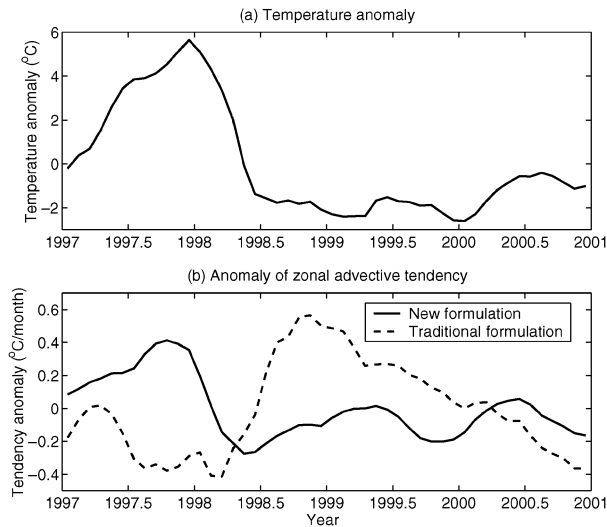 (a) Temperature anomaly
Temperature anomaly (⁰C)
6
4
2
0
−2
1997 1997.5 1998 1998.5 1999 1999.5 2000 2000.5 2001
(b) Anomaly of zonal advective tendency
Tendency anomaly (⁰C/month)
0.6
0.4
0.2
0
−0.2
−0.4
New formulation
Traditional formulation
1997 1997.5 1998 1998.5 1999 1999.5 2000 2000.5 2001
Year